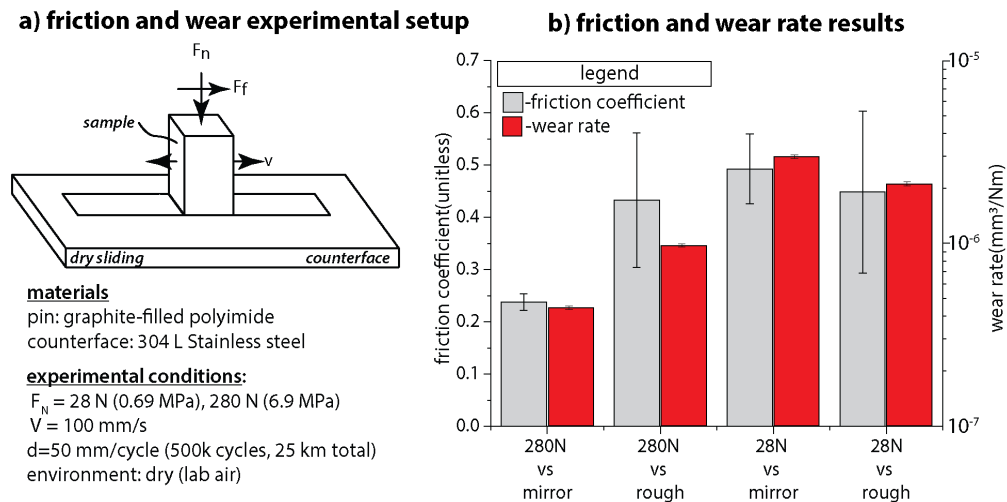 a) friction and wear experimental setup
Fn
Ff
sample
v
dry sliding
counterface
materials
pin: graphite-filled polyimide
counterface: 304 L Stainless steel
experimental conditions:
FN = 28 N (0.69 MPa), 280 N (6.9 MPa)
V = 100 mm/s
d=50 mm/cycle (500k cycles, 25 km total)
environment: dry (lab air)
b) friction and wear rate results
legend
-friction coefficient
-wear rate
friction coefficient(unitless)
0.7
0.6
0.5
0.4
0.3
0.2
0.1
0.0
10⁻⁵
10⁻⁶
10⁻⁷
wear rate(mm³/Nm)
280N
vs
mirror
280N
vs
rough
28N
vs
mirror
28N
vs
rough